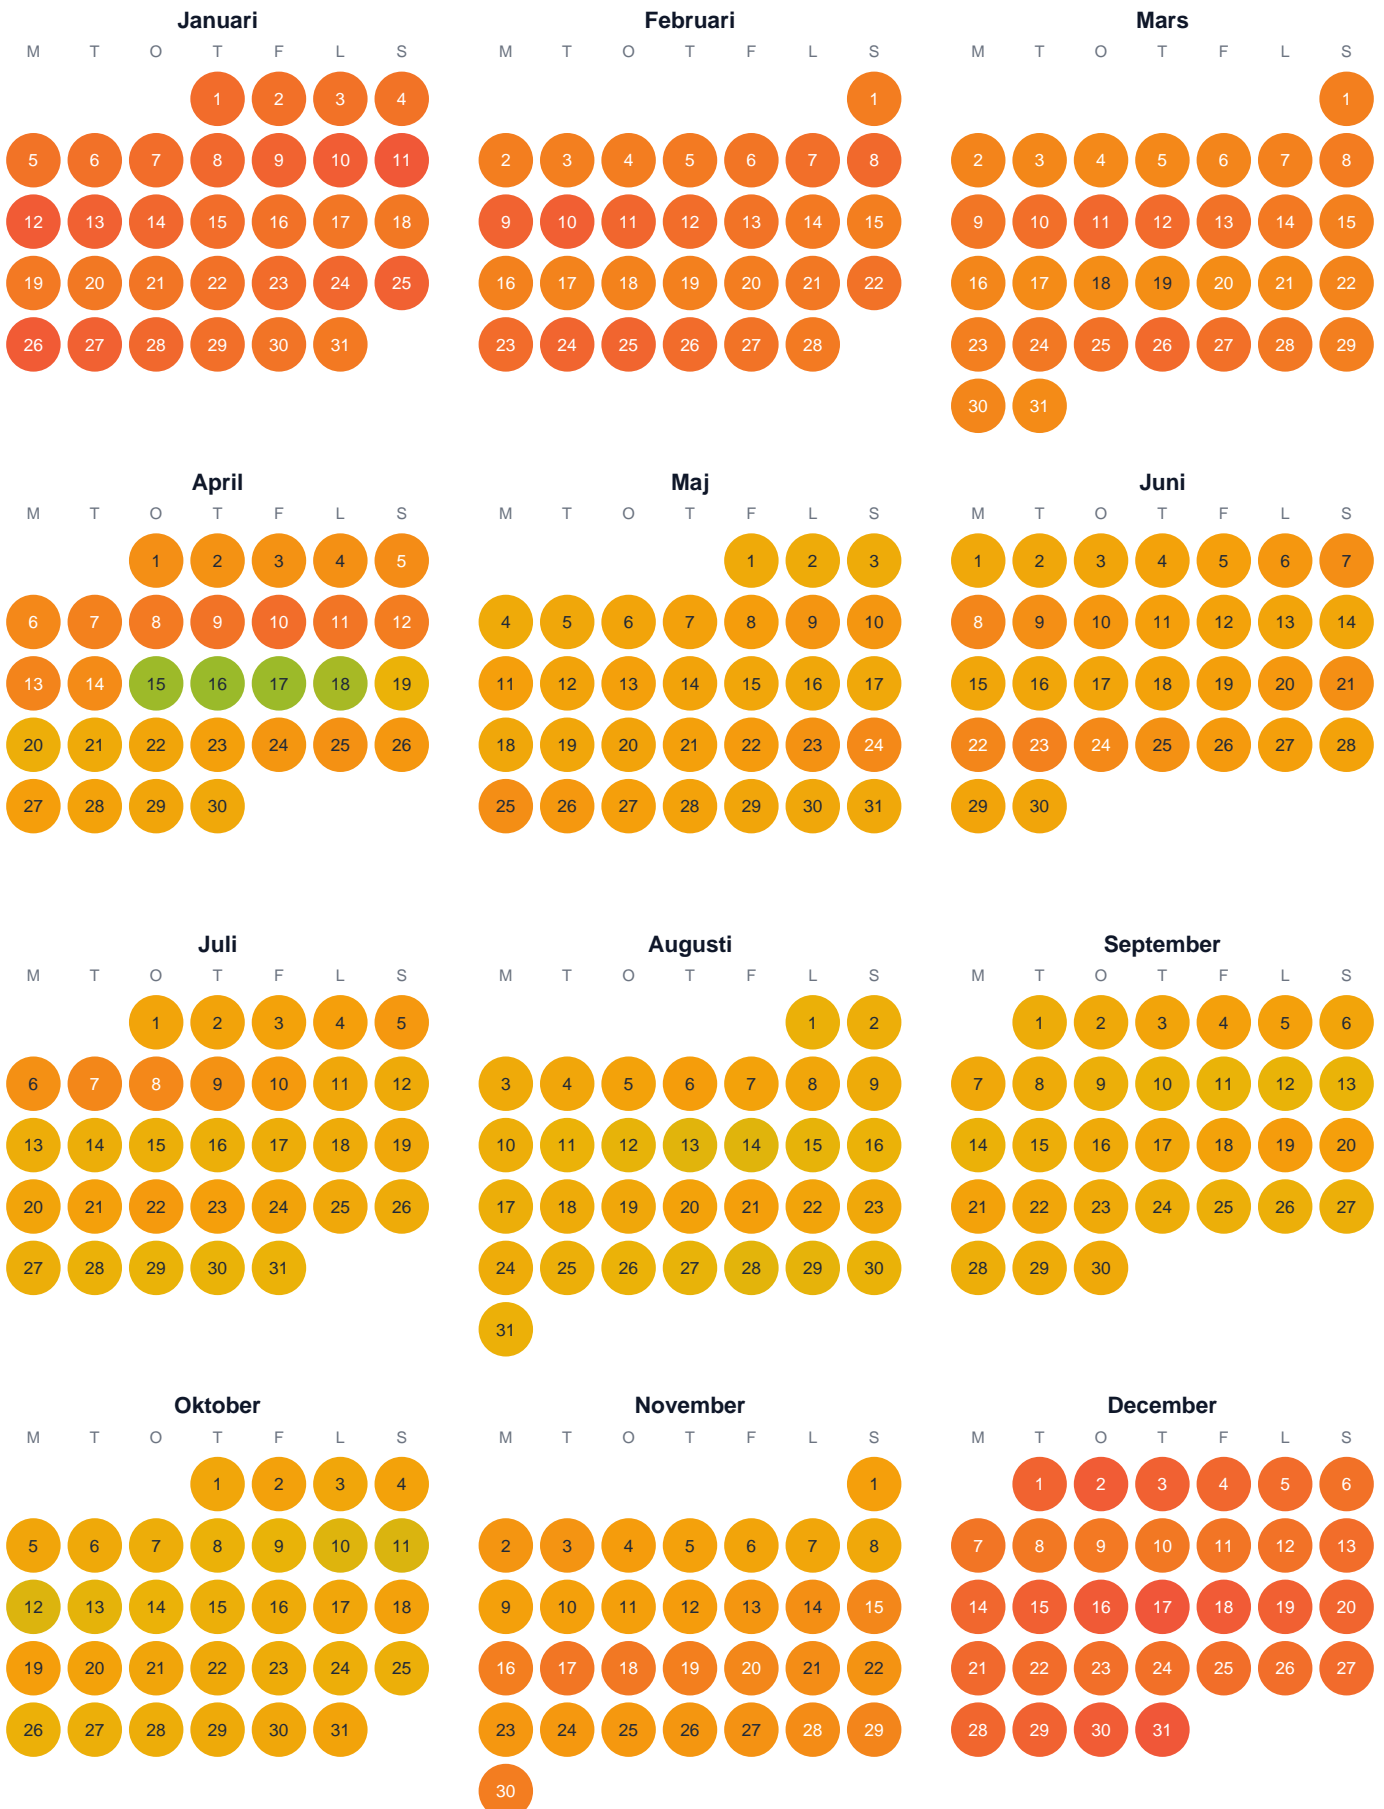 Januari Februari Mars
M T O T F L S M T O T F L S M T O T F L S
1 2 3 4 1 1
5 6 7 8 9 10 11 2 3 4 5 6 7 8 2 3 4 5 6 7 8
12 13 14 15 16 17 18 9 10 11 12 13 14 15 9 10 11 12 13 14 15
19 20 21 22 23 24 25 16 17 18 19 20 21 22 16 17 18 19 20 21 22
26 27 28 29 30 31 23 24 25 26 27 28 23 24 25 26 27 28 29
30 31
April Maj Juni
M T O T F L S M T O T F L S M T O T F L S
1 2 3 4 5 1 2 3 1 2 3 4 5 6 7
6 7 8 9 10 11 12 4 5 6 7 8 9 10 8 9 10 11 12 13 14
13 14 15 16 17 18 19 11 12 13 14 15 16 17 15 16 17 18 19 20 21
20 21 22 23 24 25 26 18 19 20 21 22 23 24 22 23 24 25 26 27 28
27 28 29 30 25 26 27 28 29 30 31 29 30
Juli Augusti September
M T O T F L S M T O T F L S M T O T F L S
1 2 3 4 5 1 2 1 2 3 4 5 6
6 7 8 9 10 11 12 3 4 5 6 7 8 9 7 8 9 10 11 12 13
13 14 15 16 17 18 19 10 11 12 13 14 15 16 14 15 16 17 18 19 20
20 21 22 23 24 25 26 17 18 19 20 21 22 23 21 22 23 24 25 26 27
27 28 29 30 31 24 25 26 27 28 29 30 28 29 30
31
Oktober November December
M T O T F L S M T O T F L S M T O T F L S
1 2 3 4 1 1 2 3 4 5 6
5 6 7 8 9 10 11 2 3 4 5 6 7 8 7 8 9 10 11 12 13
12 13 14 15 16 17 18 9 10 11 12 13 14 15 14 15 16 17 18 19 20
19 20 21 22 23 24 25 16 17 18 19 20 21 22 21 22 23 24 25 26 27
26 27 28 29 30 31 23 24 25 26 27 28 29 28 29 30 31
30